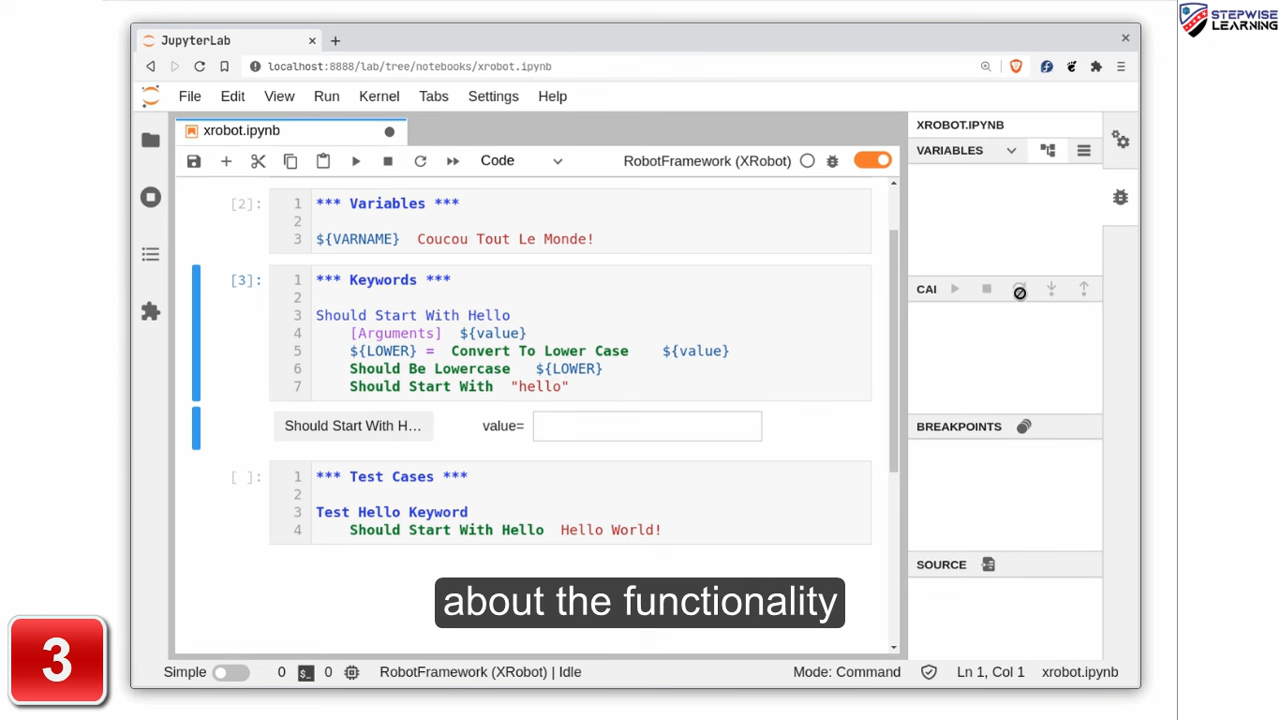 STEPWISE
LEARNING
JupyterLab
localhost:8888/lab/tree/notebooks/xrobot.ipynb
File Edit View Run Kernel Tabs Settings Help
xrobot.ipynb
Code
RobotFramework (XRobot)
[2]:
1 *** Variables ***
2
3 ${VARNAME} Coucou Tout Le Monde!
[3]:
1 *** Keywords ***
2
3 Should Start With Hello
4 [Arguments] ${value}
5 ${LOWER} = Convert To Lower Case ${value}
6 Should Be Lowercase ${LOWER}
7 Should Start With "hello"
Should Start With H... value=
[ ]:
1 *** Test Cases ***
2
3 Test Hello Keyword
4 Should Start With Hello Hello World!
XROBOT.IPYNB
VARIABLES
CAI
BREAKPOINTS
SOURCE
about the functionality
3
Simple 0 $_ 0 RobotFramework (XRobot) | Idle Mode: Command Ln 1, Col 1 xrobot.ipynb